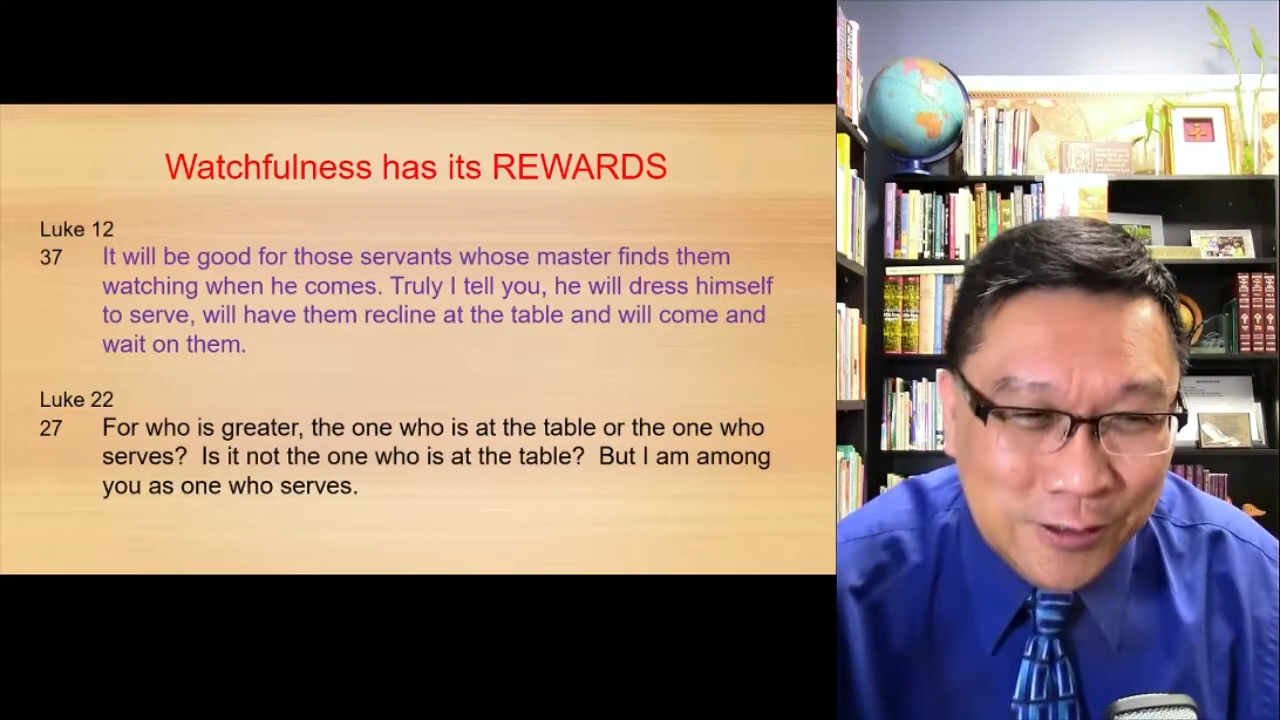 Watchfulness has its REWARDS
Luke 12
37 It will be good for those servants whose master finds them
watching when he comes. Truly I tell you, he will dress himself
to serve, will have them recline at the table and will come and
wait on them.
Luke 22
27 For who is greater, the one who is at the table or the one who
serves? Is it not the one who is at the table? But I am among
you as one who serves.